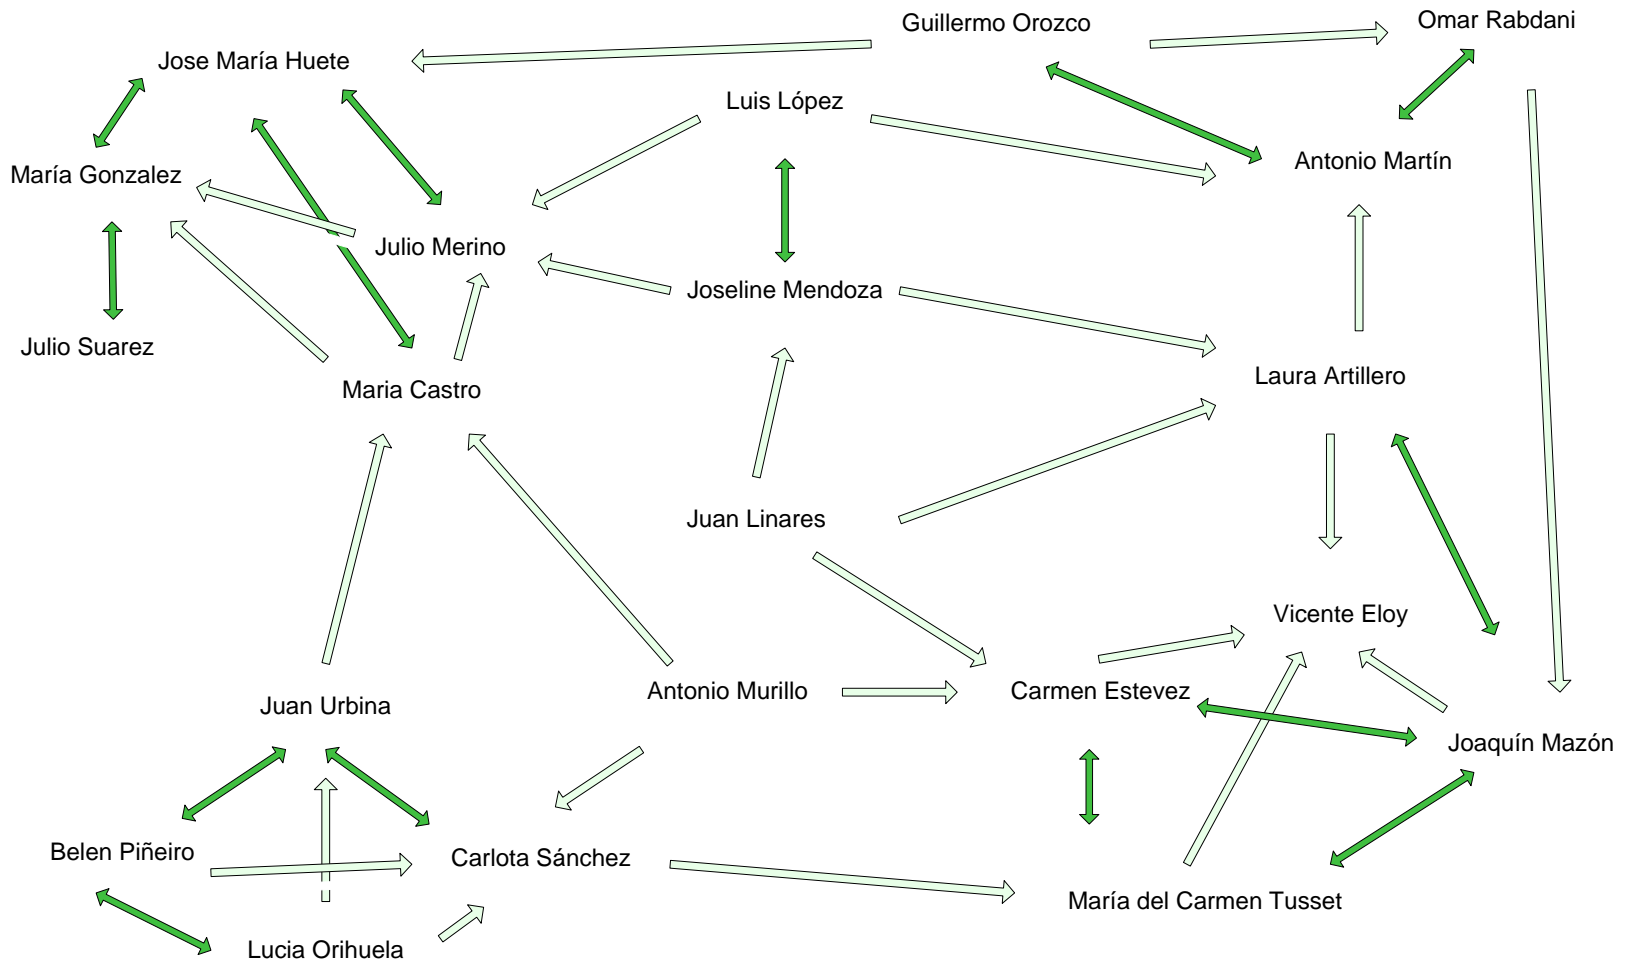 Guillermo Orozco
Omar Rabdani
Jose María Huete
Luis López
Antonio Martín
María Gonzalez
Julio Merino
Joseline Mendoza
Julio Suarez
Laura Artillero
Maria Castro
Juan Linares
Vicente Eloy
Juan Urbina
Antonio Murillo
Carmen Estevez
Joaquín Mazón
Belen Piñeiro
Carlota Sánchez
María del Carmen Tusset
Lucia Orihuela